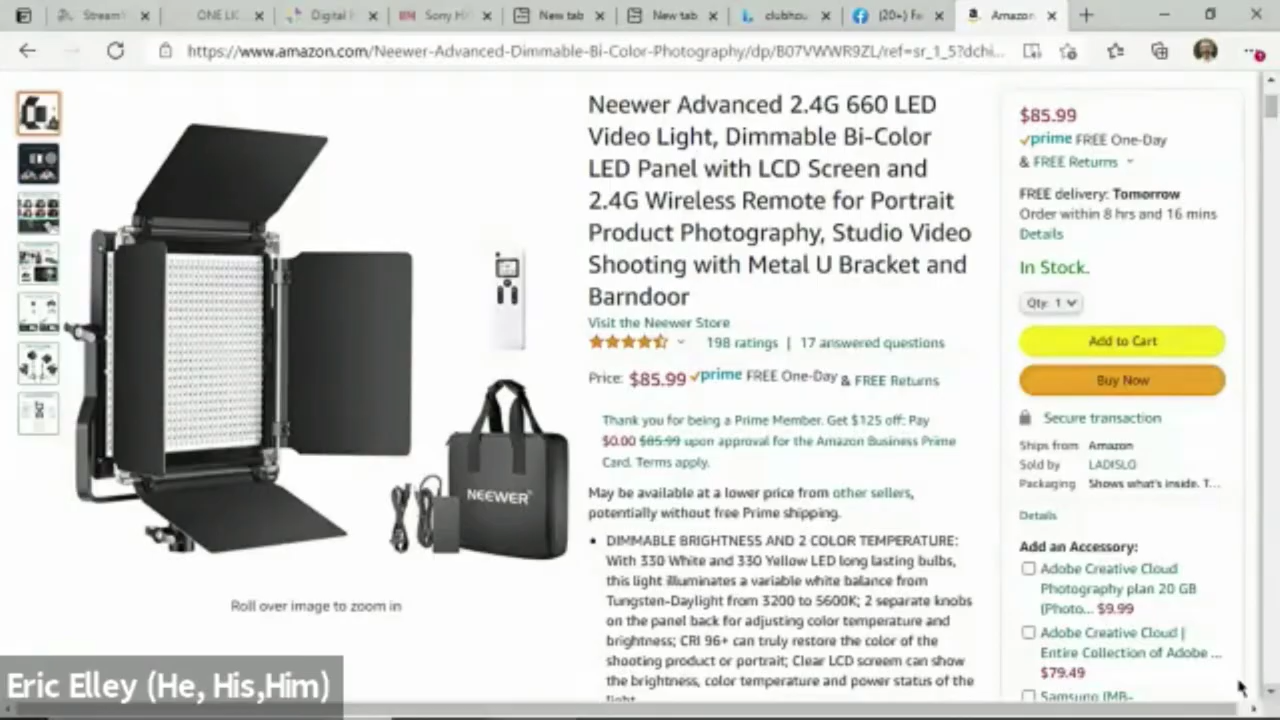 Stream
ONE LI
Digital
Sony H
New tab
New tab
clubhou
(20+) Fa
Amazon
https://www.amazon.com/Neewer-Advanced-Dimmable-Bi-Color-Photography/dp/B07VWWR9ZL/ref=sr_1_5?dchi...
Neewer Advanced 2.4G 660 LED
Video Light, Dimmable Bi-Color
LED Panel with LCD Screen and
2.4G Wireless Remote for Portrait
Product Photography, Studio Video
Shooting with Metal U Bracket and
Barndoor
Visit the Neewer Store
198 ratings | 17 answered questions
Price: $85.99 prime FREE One-Day & FREE Returns
Thank you for being a Prime Member. Get $125 off: Pay
$0.00 $85.99 upon approval for the Amazon Business Prime
Card. Terms apply.
May be available at a lower price from other sellers,
potentially without free Prime shipping.
• DIMMABLE BRIGHTNESS AND 2 COLOR TEMPERATURE:
With 330 White and 330 Yellow LED long lasting bulbs,
this light illuminates a variable white balance from
Tungsten-Daylight from 3200 to 5600K; 2 separate knobs
on the panel back for adjusting color temperature and
brightness; CRI 96+ can truly restore the color of the
shooting product or portrait; Clear LCD screem can show
the brightness, color temperature and power status of the
light.
NEEWER
Roll over image to zoom in
$85.99
prime FREE One-Day
& FREE Returns
FREE delivery: Tomorrow
Order within 8 hrs and 16 mins
Details
In Stock.
Qty: 1
Add to Cart
Buy Now
Secure transaction
Ships from Amazon
Sold by LADISLO
Packaging Shows what's inside. T...
Details
Add an Accessory:
Adobe Creative Cloud
Photography plan 20 GB
(Photo... $9.99
Adobe Creative Cloud |
Entire Collection of Adobe ...
$79.49
Samsung (MB-
Eric Elley (He, His,Him)